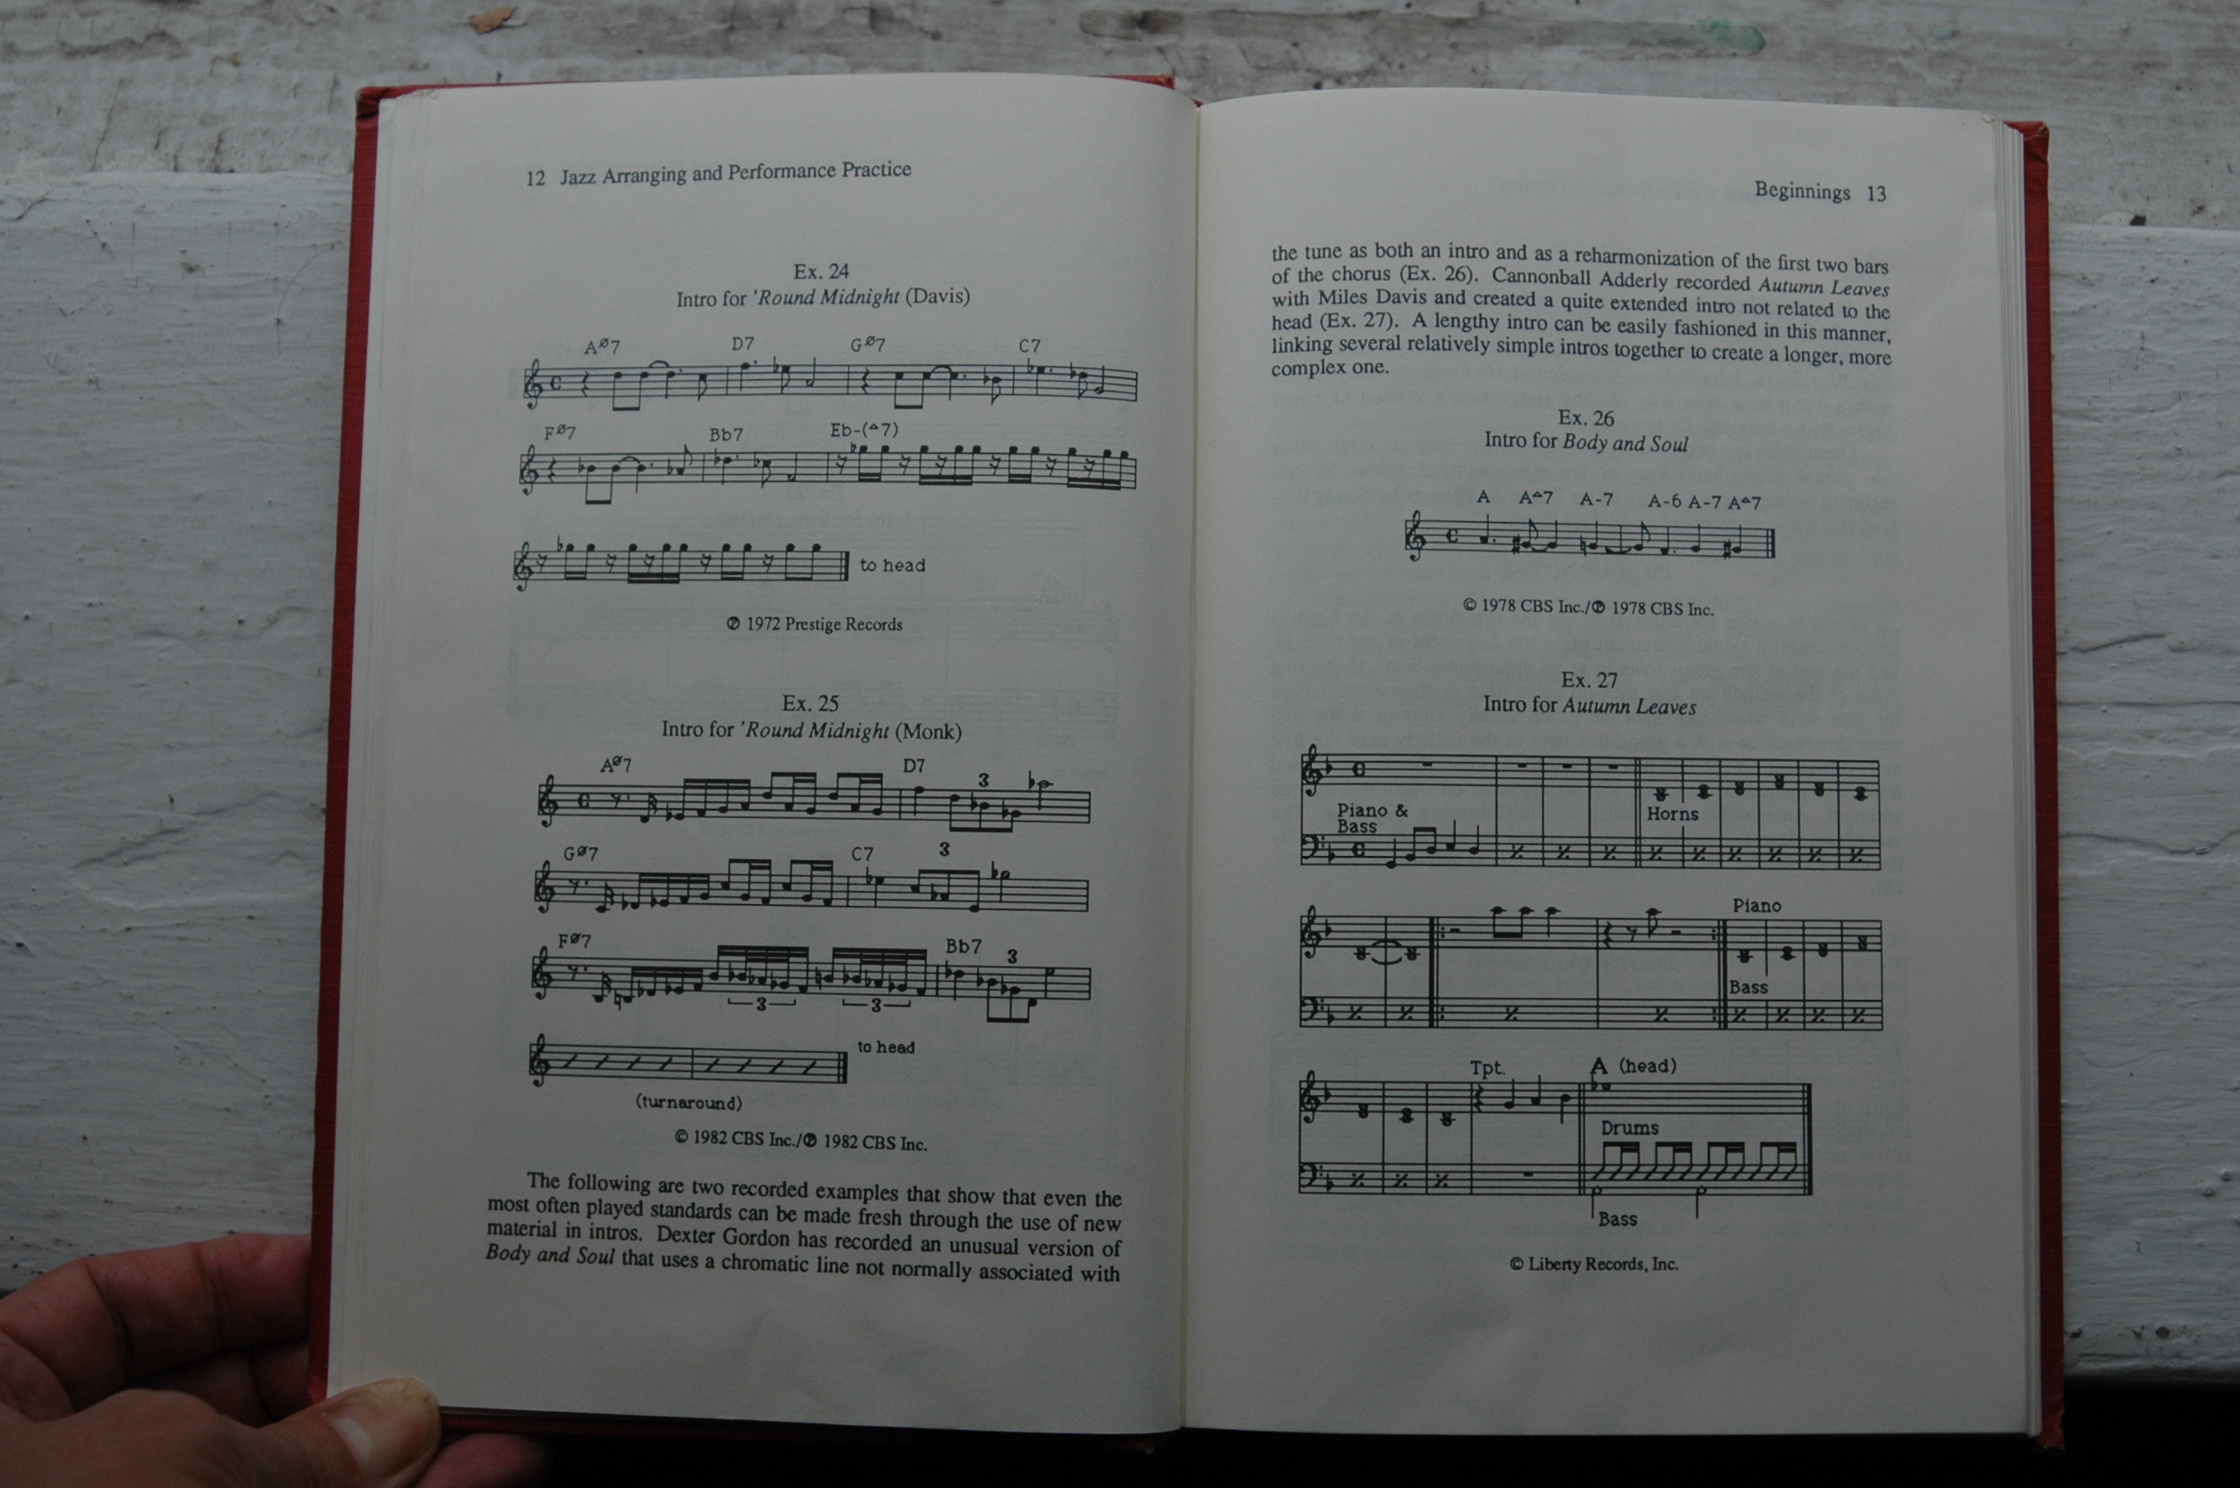 12 Jazz Arranging and Performance Practice
Ex. 24
Intro for 'Round Midnight (Davis)
AØ7 D7 GØ7 C7
FØ7 Bb7 Eb-(△7)
to head
℗ 1972 Prestige Records
Ex. 25
Intro for 'Round Midnight (Monk)
AØ7 D7
3
GØ7 C7 3
FØ7 Bb7 3
3 3
to head
(turnaround)
© 1982 CBS Inc./℗ 1982 CBS Inc.
The following are two recorded examples that show that even the
most often played standards can be made fresh through the use of new
material in intros. Dexter Gordon has recorded an unusual version of
Body and Soul that uses a chromatic line not normally associated with
Beginnings 13
the tune as both an intro and as a reharmonization of the first two bars
of the chorus (Ex. 26). Cannonball Adderly recorded Autumn Leaves
with Miles Davis and created a quite extended intro not related to the
head (Ex. 27). A lengthy intro can be easily fashioned in this manner,
linking several relatively simple intros together to create a longer, more
complex one.
Ex. 26
Intro for Body and Soul
A A△7 A-7 A-6 A-7 A△7
© 1978 CBS Inc./℗ 1978 CBS Inc.
Ex. 27
Intro for Autumn Leaves
Piano &
Bass
Horns
Piano
Bass
Tpt. A (head)
Drums
Bass
© Liberty Records, Inc.